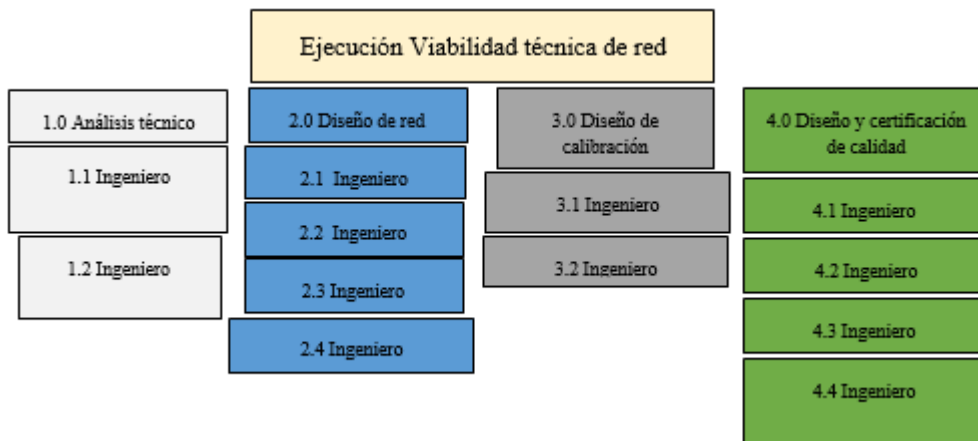 Ejecución Viabilidad técnica de red
1.0 Análisis técnico
1.1 Ingeniero
1.2 Ingeniero
2.0 Diseño de red
2.1 Ingeniero
2.2 Ingeniero
2.3 Ingeniero
2.4 Ingeniero
3.0 Diseño de
calibración
3.1 Ingeniero
3.2 Ingeniero
4.0 Diseño y certificación
de calidad
4.1 Ingeniero
4.2 Ingeniero
4.3 Ingeniero
4.4 Ingeniero